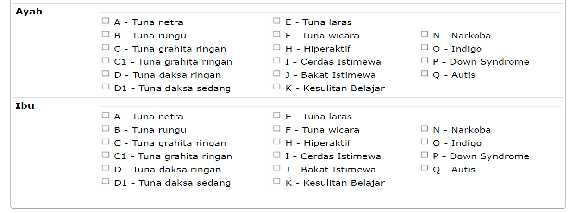 Ayah
A - Tuna netra E - Tuna laras
B - Tuna rungu F - Tuna wicara N - Narkoba
C - Tuna grahita ringan H - Hiperaktif O - Indigo
C1 - Tuna grahita ringan I - Cerdas Istimewa P - Down Syndrome
D - Tuna daksa ringan J - Bakat Istimewa Q - Autis
D1 - Tuna daksa sedang K - Kesulitan Belajar
Ibu
A - Tuna netra E - Tuna laras
B - Tuna rungu F - Tuna wicara N - Narkoba
C - Tuna grahita ringan H - Hiperaktif O - Indigo
C1 - Tuna grahita ringan I - Cerdas Istimewa P - Down Syndrome
D - Tuna daksa ringan J - Bakat Istimewa Q - Autis
D1 - Tuna daksa sedang K - Kesulitan Belajar